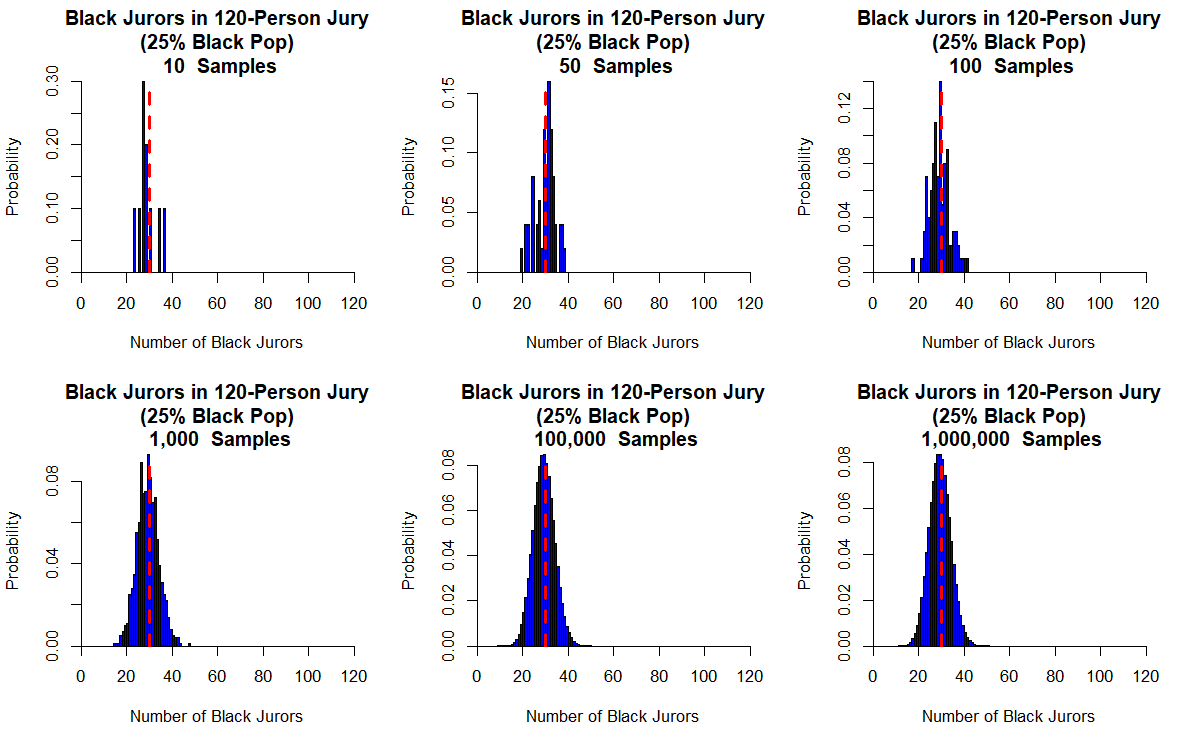 Black Jurors in 120-Person Jury
(25% Black Pop)
10 Samples
Probability
0.00 0.10 0.20 0.30
0 20 40 60 80 100 120
Number of Black Jurors
Black Jurors in 120-Person Jury
(25% Black Pop)
50 Samples
Probability
0.00 0.05 0.10 0.15
0 20 40 60 80 100 120
Number of Black Jurors
Black Jurors in 120-Person Jury
(25% Black Pop)
100 Samples
Probability
0.00 0.04 0.08 0.12
0 20 40 60 80 100 120
Number of Black Jurors
Black Jurors in 120-Person Jury
(25% Black Pop)
1,000 Samples
Probability
0.00 0.04 0.08
0 20 40 60 80 100 120
Number of Black Jurors
Black Jurors in 120-Person Jury
(25% Black Pop)
100,000 Samples
Probability
0.00 0.02 0.04 0.06 0.08
0 20 40 60 80 100 120
Number of Black Jurors
Black Jurors in 120-Person Jury
(25% Black Pop)
1,000,000 Samples
Probability
0.00 0.02 0.04 0.06 0.08
0 20 40 60 80 100 120
Number of Black Jurors